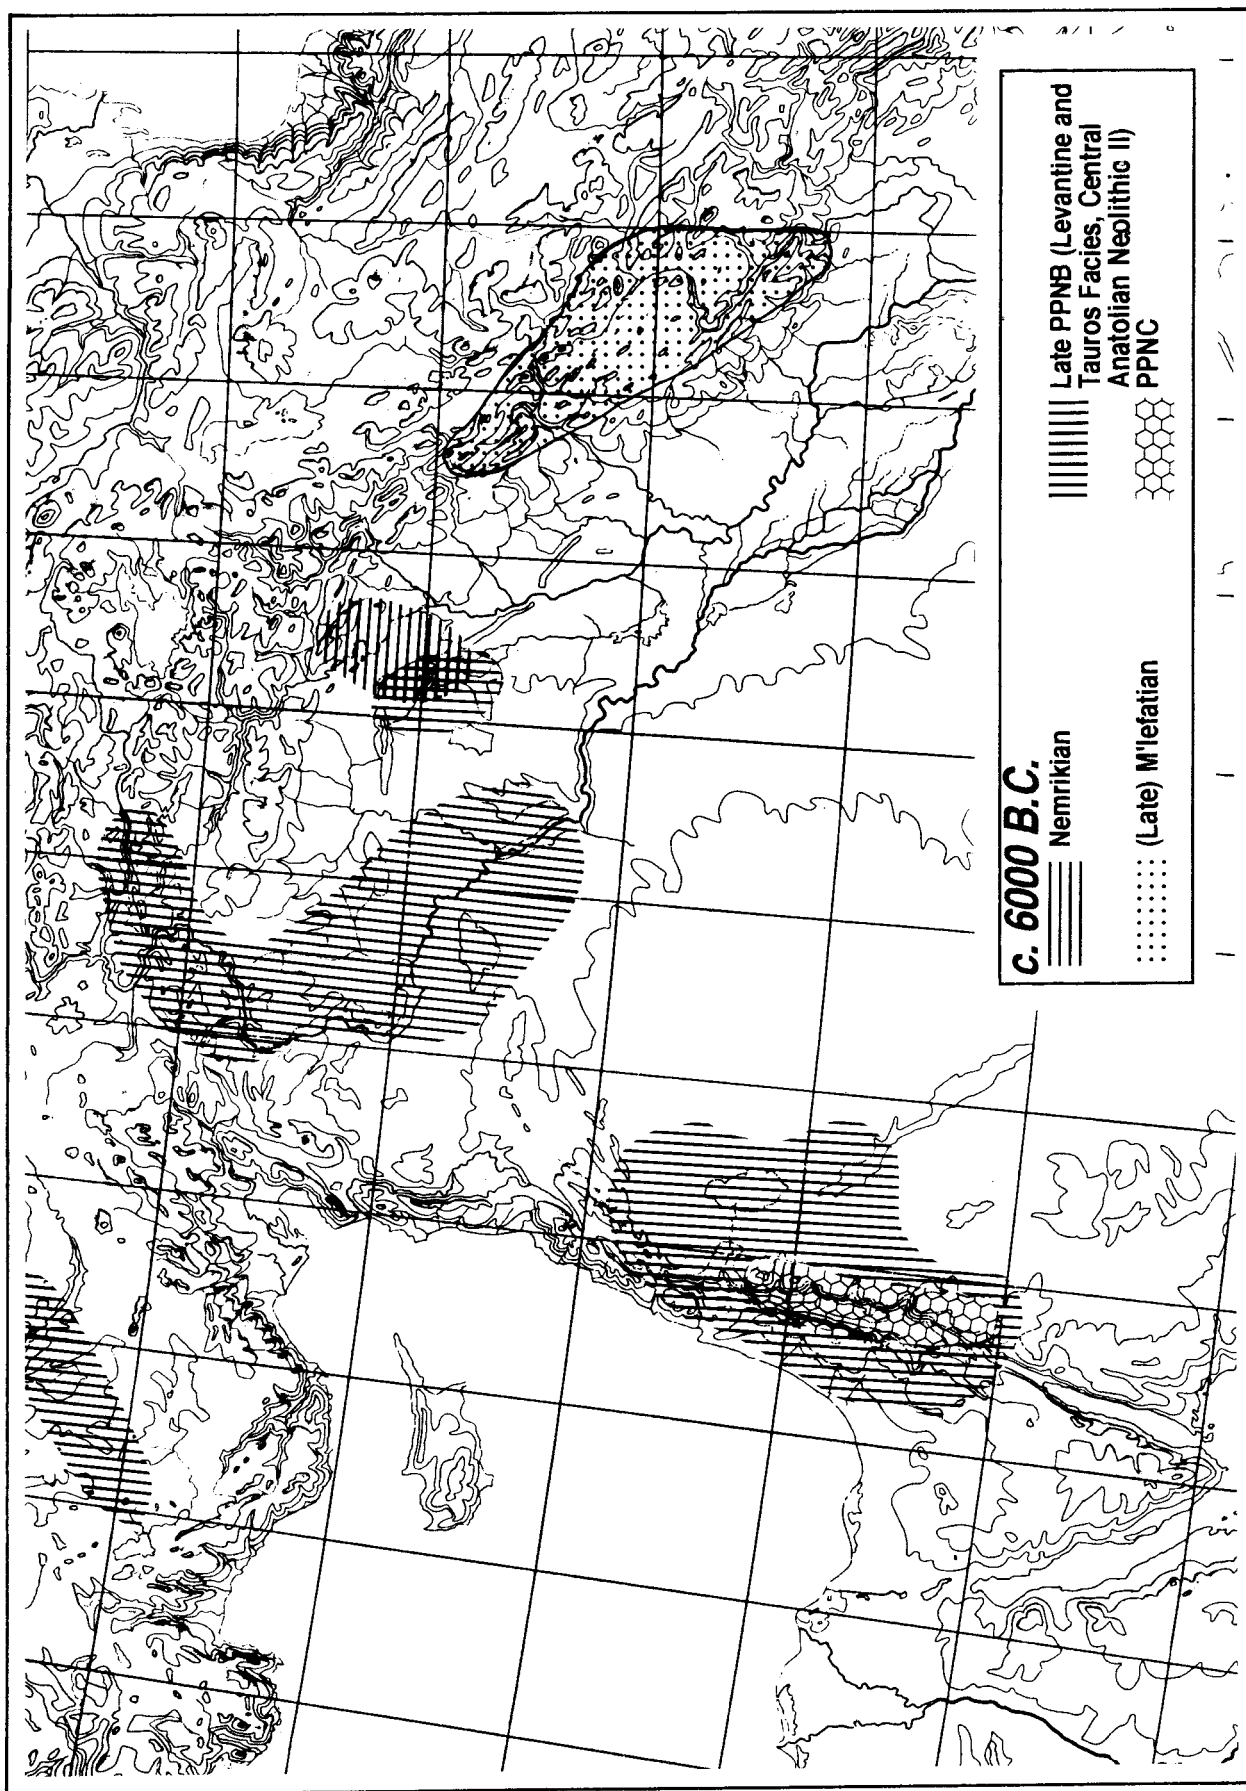 c. 6000 B.C.
Nemrikian
(Late) M'lefatian
Late PPNB (Levantine and
Tauros Facies, Central
Anatolian Neolithic II)
PPNC